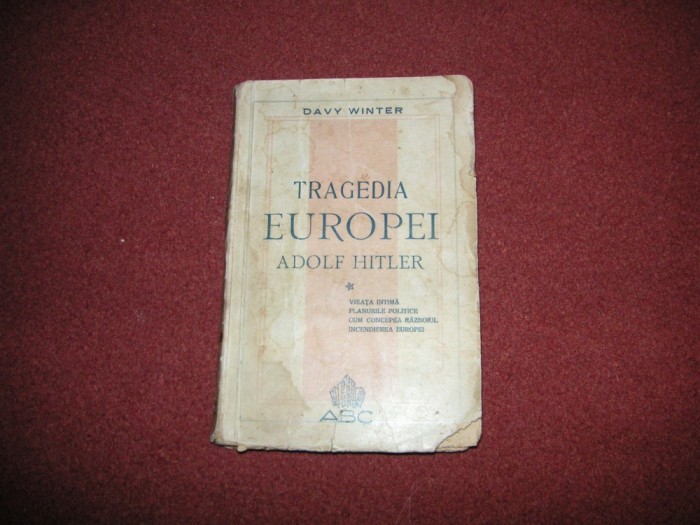 DAVY WINTER
TRAGEDIA
EUROPEI
ADOLF HITLER
*
VIEAȚA INTIMĂ
PLANURILE POLITICE
CUM CONCEPEA RĂZBOIUL
INCENDIEREA EUROPEI
ABC